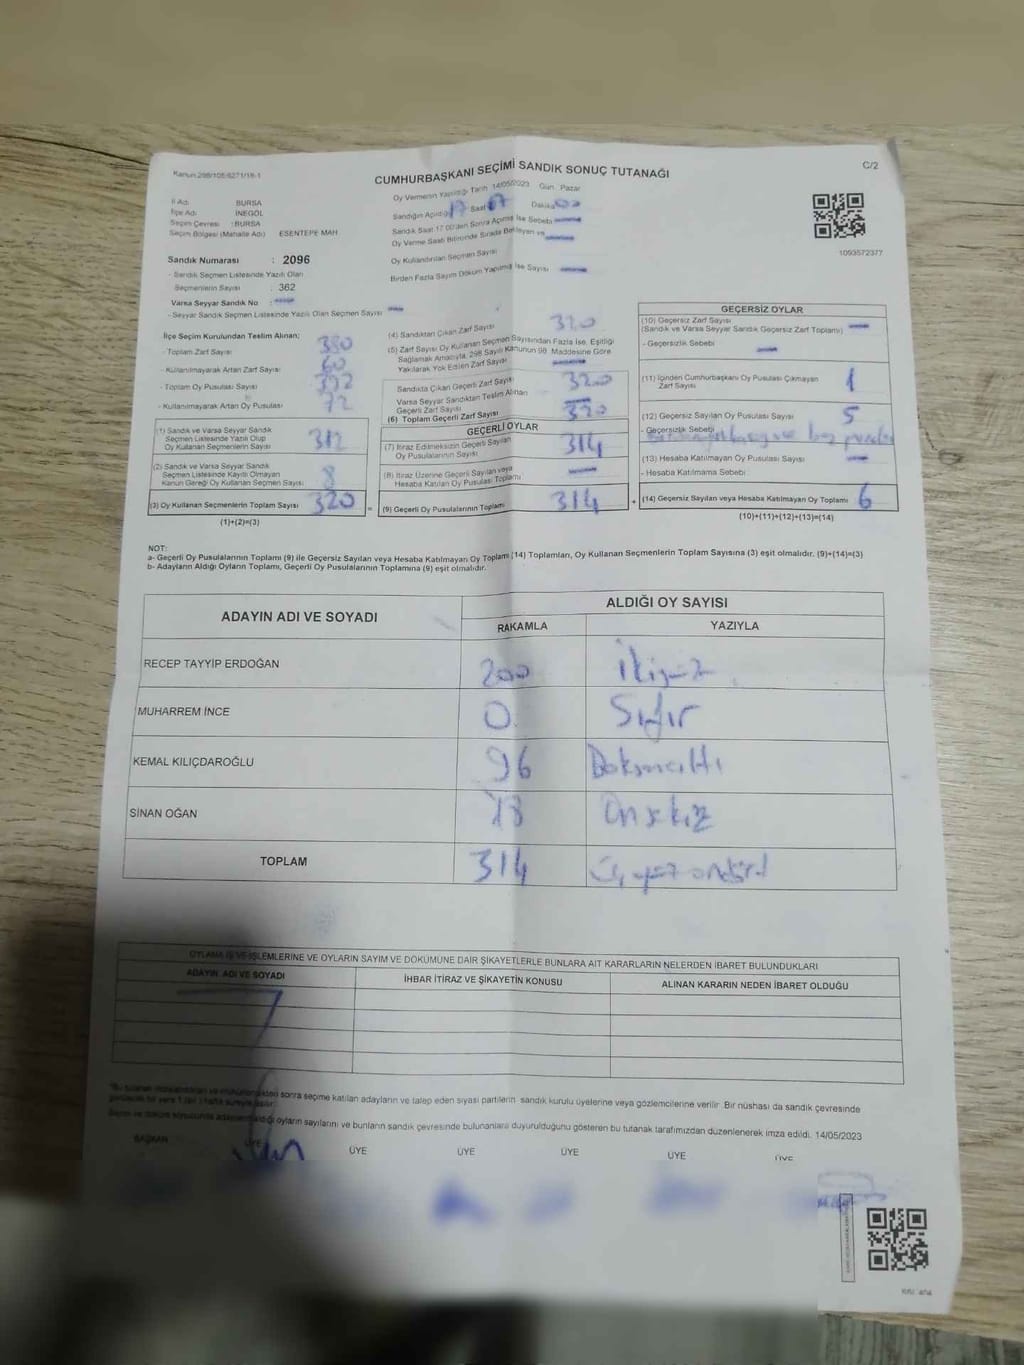 Kanun 298/105/6271/18-1
C/2
CUMHURBAŞKANI SEÇİMİ SANDIK SONUÇ TUTANAĞI
Oy Vermenin Yapıldığı Tarih 14/05/2023 Gün Pazar
İl Adı BURSA
İlçe Adı İNEGÖL
Seçim Çevresi : BURSA
Seçim Bölgesi (Mahalle Adı) ESENTEPE MAH
Sandığın Açıldığı Saat 17 Dakika
Sandık Saat 17 00'den Sonra Açılmış İse Sebebi
Oy Verme Saati Bitiminde Sırada Bekleyen ve
Oy Kullandırılan Seçmen Sayısı
Birden Fazla Sayım Döküm Yapılmış İse Sayısı
1093572377
Sandık Numarası : 2096
- Sandık Seçmen Listesinde Yazılı Olan
Seçmenlerin Sayısı : 362
Varsa Seyyar Sandık No :
- Seyyar Sandık Seçmen Listesinde Yazılı Olan Seçmen Sayısı
İlçe Seçim Kurulundan Teslim Alınan;
- Toplam Zarf Sayısı 380
- Kullanılmayarak Artan Zarf Sayısı 60
- Toplam Oy Pusulası Sayısı 392
- Kullanılmayarak Artan Oy Pusulası 72
(1) Sandık ve Varsa Seyyar Sandık
Seçmen Listesinde Yazılı Olup
Oy Kullanan Seçmenlerin Sayısı 312
(2) Sandık ve Varsa Seyyar Sandık
Seçmen Listesinde Kayıtlı Olmayan
Kanun Gereği Oy Kullanan Seçmen Sayısı 8
(3) Oy Kullanan Seçmenlerin Toplam Sayısı 320
(1)+(2)=(3)
(4) Sandıktan Çıkan Zarf Sayısı 320
(5) Zarf Sayısı Oy Kullanan Seçmen Sayısından Fazla İse, Eşitliği
Sağlamak Amacıyla, 298 Sayılı Kanunun 98. Maddesine Göre
Yakılarak Yok Edilen Zarf Sayısı
Sandıkta Çıkan Geçerli Zarf Sayısı 320
Varsa Seyyar Sandıktan Teslim Alınan
Geçerli Zarf Sayısı
(6) Toplam Geçerli Zarf Sayısı 320
GEÇERLİ OYLAR
(7) İtiraz Edilmeksizin Geçerli Sayılan
Oy Pusulalarının Sayısı 314
(8) İtiraz Üzerine Geçerli Sayılan veya
Hesaba Katılan Oy Pusulası Toplamı
= (9) Geçerli Oy Pusulalarının Toplamı 314
GEÇERSİZ OYLAR
(10) Geçersiz Zarf Sayısı
(Sandık ve Varsa Seyyar Sandık Geçersiz Zarf Toplamı)
- Geçersizlik Sebebi
(11) İçinden Cumhurbaşkanı Oy Pusulası Çıkmayan
Zarf Sayısı 1
(12) Geçersiz Sayılan Oy Pusulası Sayısı 5
- Geçersizlik Sebebi
(13) Hesaba Katılmayan Oy Pusulası Sayısı
- Hesaba Katılmama Sebebi
+ (14) Geçersiz Sayılan veya Hesaba Katılmayan Oy Toplamı 6
(10)+(11)+(12)+(13)=(14)
NOT:
a- Geçerli Oy Pusulalarının Toplamı (9) ile Geçersiz Sayılan veya Hesaba Katılmayan Oy Toplamı (14) Toplamları, Oy Kullanan Seçmenlerin Toplam Sayısına (3) eşit olmalıdır. (9)+(14)=(3)
b- Adayların Aldığı Oyların Toplamı, Geçerli Oy Pusulalarının Toplamına (9) eşit olmalıdır.
ADAYIN ADI VE SOYADI ALDIĞI OY SAYISI
RAKAMLA YAZIYLA
RECEP TAYYİP ERDOĞAN 200 İkiyüz
MUHARREM İNCE 0 Sıfır
KEMAL KILIÇDAROĞLU 96 Doksanaltı
SİNAN OĞAN 18 Onsekiz
TOPLAM 314 Üçyüzondört
OYLAMA İŞ VE İŞLEMLERİNE VE OYLARIN SAYIM VE DÖKÜMÜNE DAİR ŞİKAYETLERLE BUNLARA AİT KARARLARIN NELERDEN İBARET BULUNDUKLARI
ADAYIN ADI VE SOYADI İHBAR İTİRAZ VE ŞİKAYETİN KONUSU ALINAN KARARIN NEDEN İBARET OLDUĞU
sonra seçime katılan adayların ve talep eden siyasi partilerin sandık kurulu üyelerine veya gözlemcilerine verilir. Bir nüshası da sandık çevresinde
oyların sayılarını ve bunların sandık çevresinde bulunanlara duyurulduğunu gösteren bu tutanak tarafımızdan düzenlenerek imza edildi. 14/05/2023
BAŞKAN ÜYE ÜYE ÜYE ÜYE ÜYE ÜYE